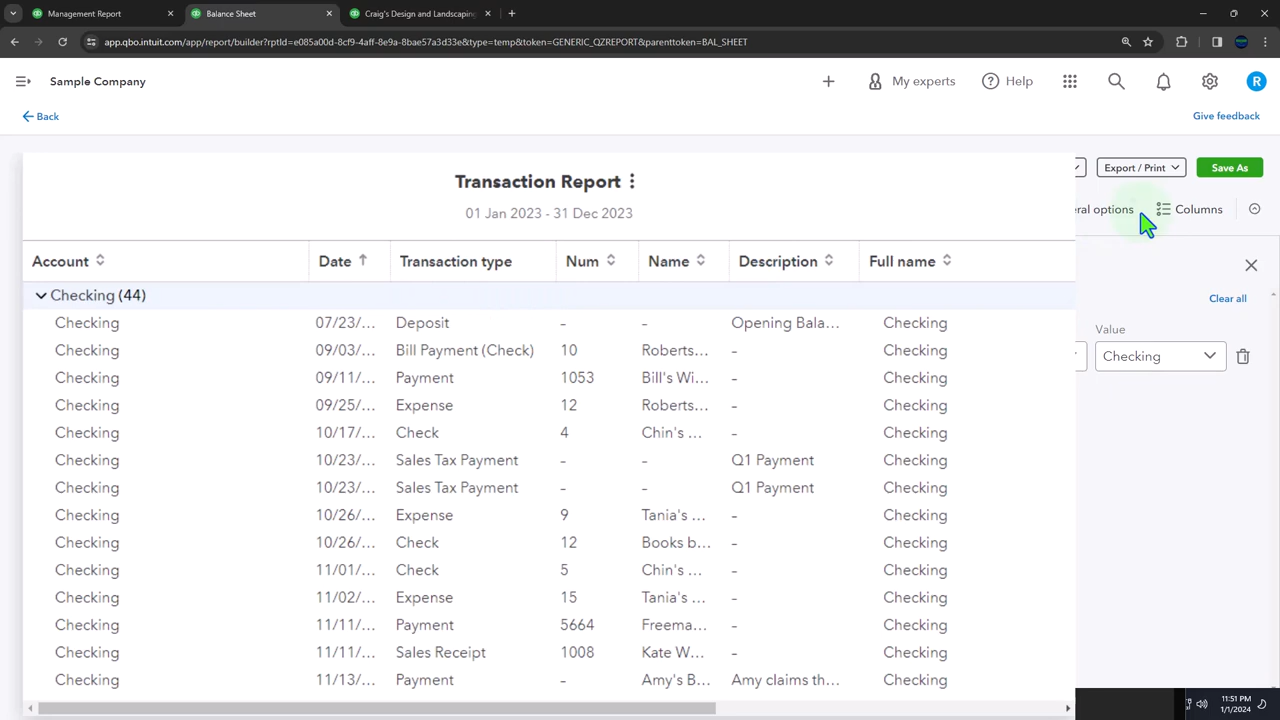 Management Report
Balance Sheet
Craig's Design and Landscaping
app.qbo.intuit.com/app/report/builder?rptId=e085a00d-8cf9-4aff-8e9a-8bae57a3d33e&type=temp&token=GENERIC_QZREPORT&parenttoken=BAL_SHEET
Sample Company
My experts
Help
R
Back
Give feedback
Export / Print
Save As
Transaction Report
01 Jan 2023 - 31 Dec 2023
eral options
Columns
Account Date Transaction type Num Name Description Full name
Clear all
Value
Checking
Checking (44)
Checking 07/23/... Deposit - - Opening Bala... Checking
Checking 09/03/... Bill Payment (Check) 10 Roberts... - Checking
Checking 09/11/... Payment 1053 Bill's Wi... - Checking
Checking 09/25/... Expense 12 Roberts... - Checking
Checking 10/17/... Check 4 Chin's ... - Checking
Checking 10/23/... Sales Tax Payment - - Q1 Payment Checking
Checking 10/23/... Sales Tax Payment - - Q1 Payment Checking
Checking 10/26/... Expense 9 Tania's ... - Checking
Checking 10/26/... Check 12 Books b... - Checking
Checking 11/01/... Check 5 Chin's ... - Checking
Checking 11/02/... Expense 15 Tania's ... - Checking
Checking 11/11/... Payment 5664 Freema... - Checking
Checking 11/11/... Sales Receipt 1008 Kate W... - Checking
Checking 11/13/... Payment - Amy's B... Amy claims th... Checking
11:51 PM
1/1/2024